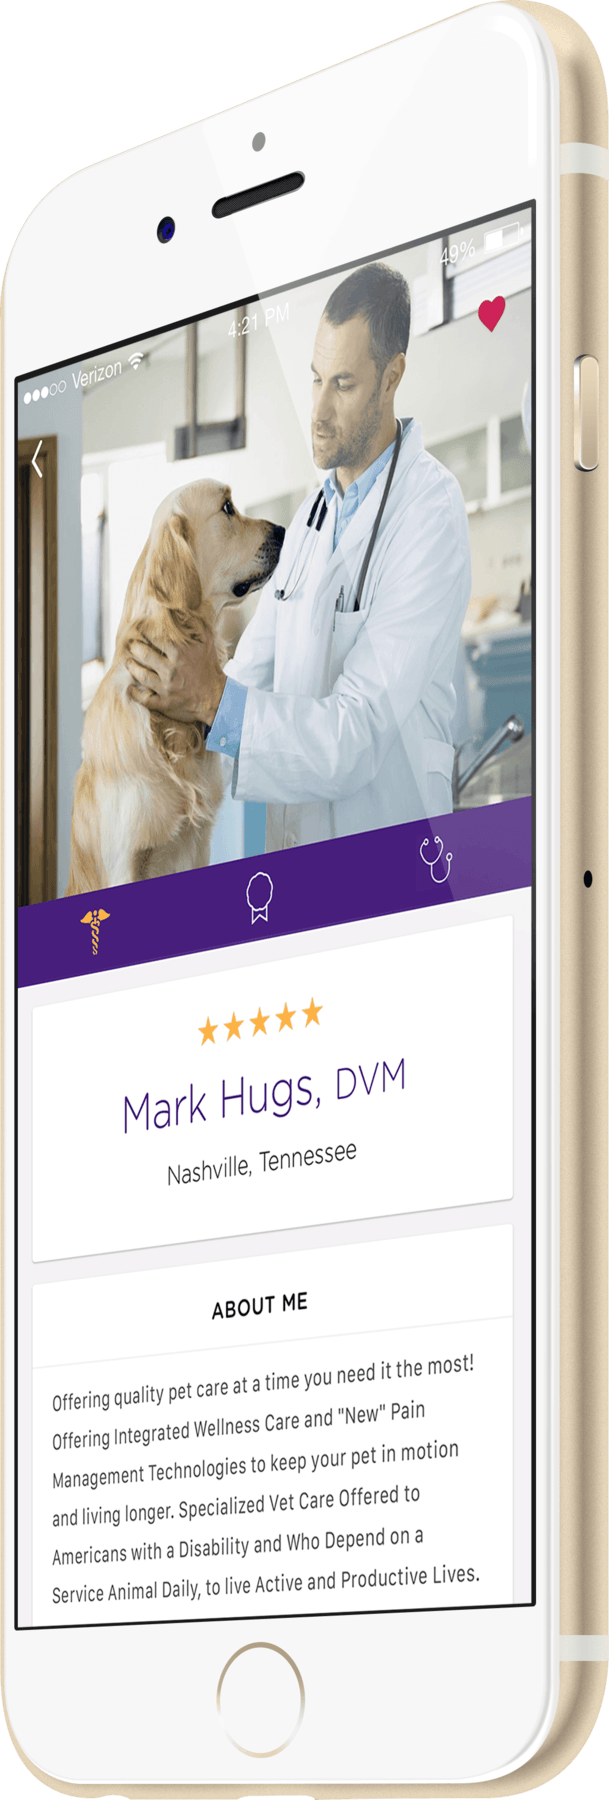 ●●●○○ Verizon 4:21 PM 49%
Mark Hugs, DVM
Nashville, Tennessee
ABOUT ME
Offering quality pet care at a time you need it the most!
Offering Integrated Wellness Care and "New" Pain
Management Technologies to keep your pet in motion
and living longer. Specialized Vet Care Offered to
Americans with a Disability and Who Depend on a
Service Animal Daily, to live Active and Productive Lives.